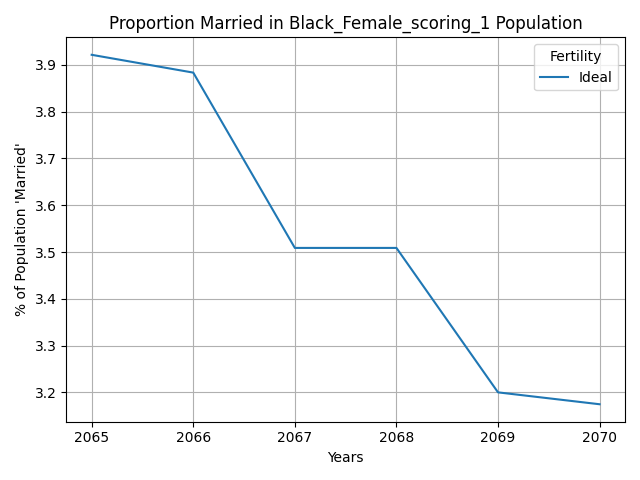 Proportion Married in Black_Female_scoring_1 Population
Fertility
Ideal
% of Population 'Married'
3.9
3.8
3.7
3.6
3.5
3.4
3.3
3.2
2065 2066 2067 2068 2069 2070
Years